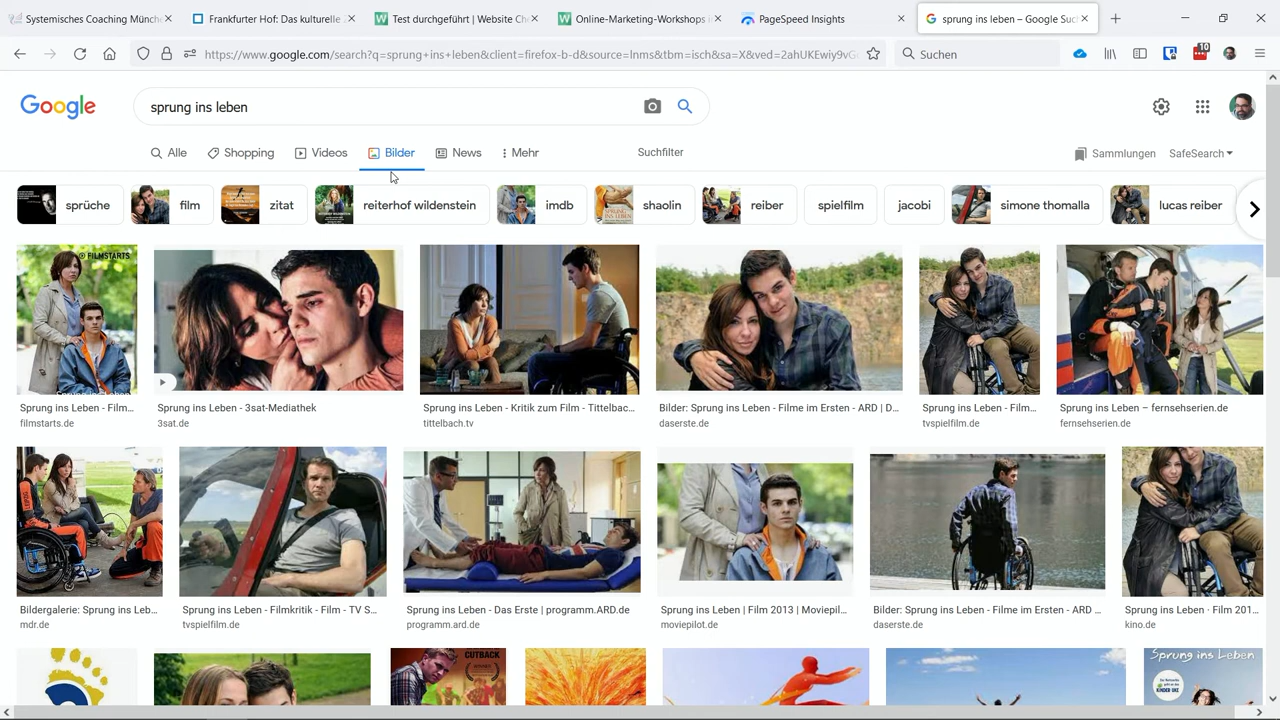 Systemisches Coaching Münch
Frankfurter Hof: Das kulturelle
Test durchgeführt | Website Che
Online-Marketing-Workshops i
PageSpeed Insights
sprung ins leben – Google Suc
https://www.google.com/search?q=sprung+ins+leben&client=firefox-b-d&source=lnms&tbm=isch&sa=X&ved=2ahUKEwiy9vG
Suchen
10
Google
sprung ins leben
Alle
Shopping
Videos
Bilder
News
Mehr
Suchfilter
Sammlungen
SafeSearch
sprüche
film
zitat
reiterhof wildenstein
imdb
shaolin
reiber
spielfilm
jacobi
simone thomalla
lucas reiber
FILMSTARTS
Sprung ins Leben - Film...
filmstarts.de
Sprung ins Leben - 3sat-Mediathek
3sat.de
Sprung ins Leben - Kritik zum Film - Tittelbac...
tittelbach.tv
Bilder: Sprung ins Leben - Filme im Ersten - ARD | D...
daserste.de
Sprung ins Leben - Film...
tvspielfilm.de
Sprung ins Leben – fernsehserien.de
fernsehserien.de
Bildergalerie: Sprung ins Leb...
mdr.de
Sprung ins Leben - Filmkritik - Film - TV S...
tvspielfilm.de
Sprung ins Leben - Das Erste | programm.ARD.de
programm.ard.de
Sprung ins Leben | Film 2013 | Moviepil...
moviepilot.de
Bilder: Sprung ins Leben - Filme im Ersten - ARD ...
daserste.de
Sprung ins Leben · Film 201...
kino.de
CUTBACK
Sprung ins Leben